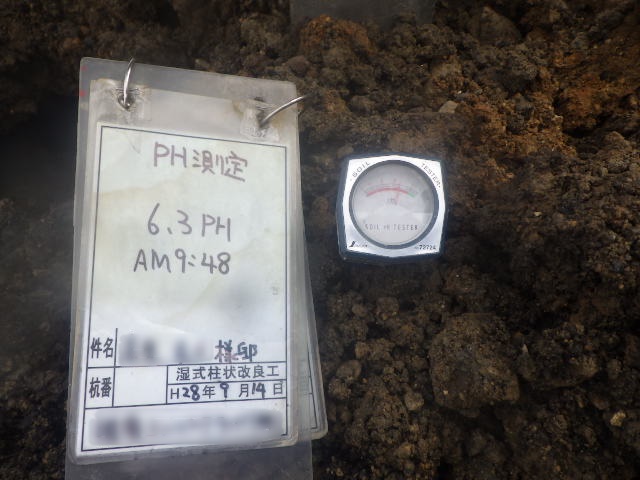 PH測定
6.3 PH
AM9:48
件名 様邸
杭番 湿式柱状改良工
H28年9月14日
SOIL TESTER
SOIL pH TESTER
72724